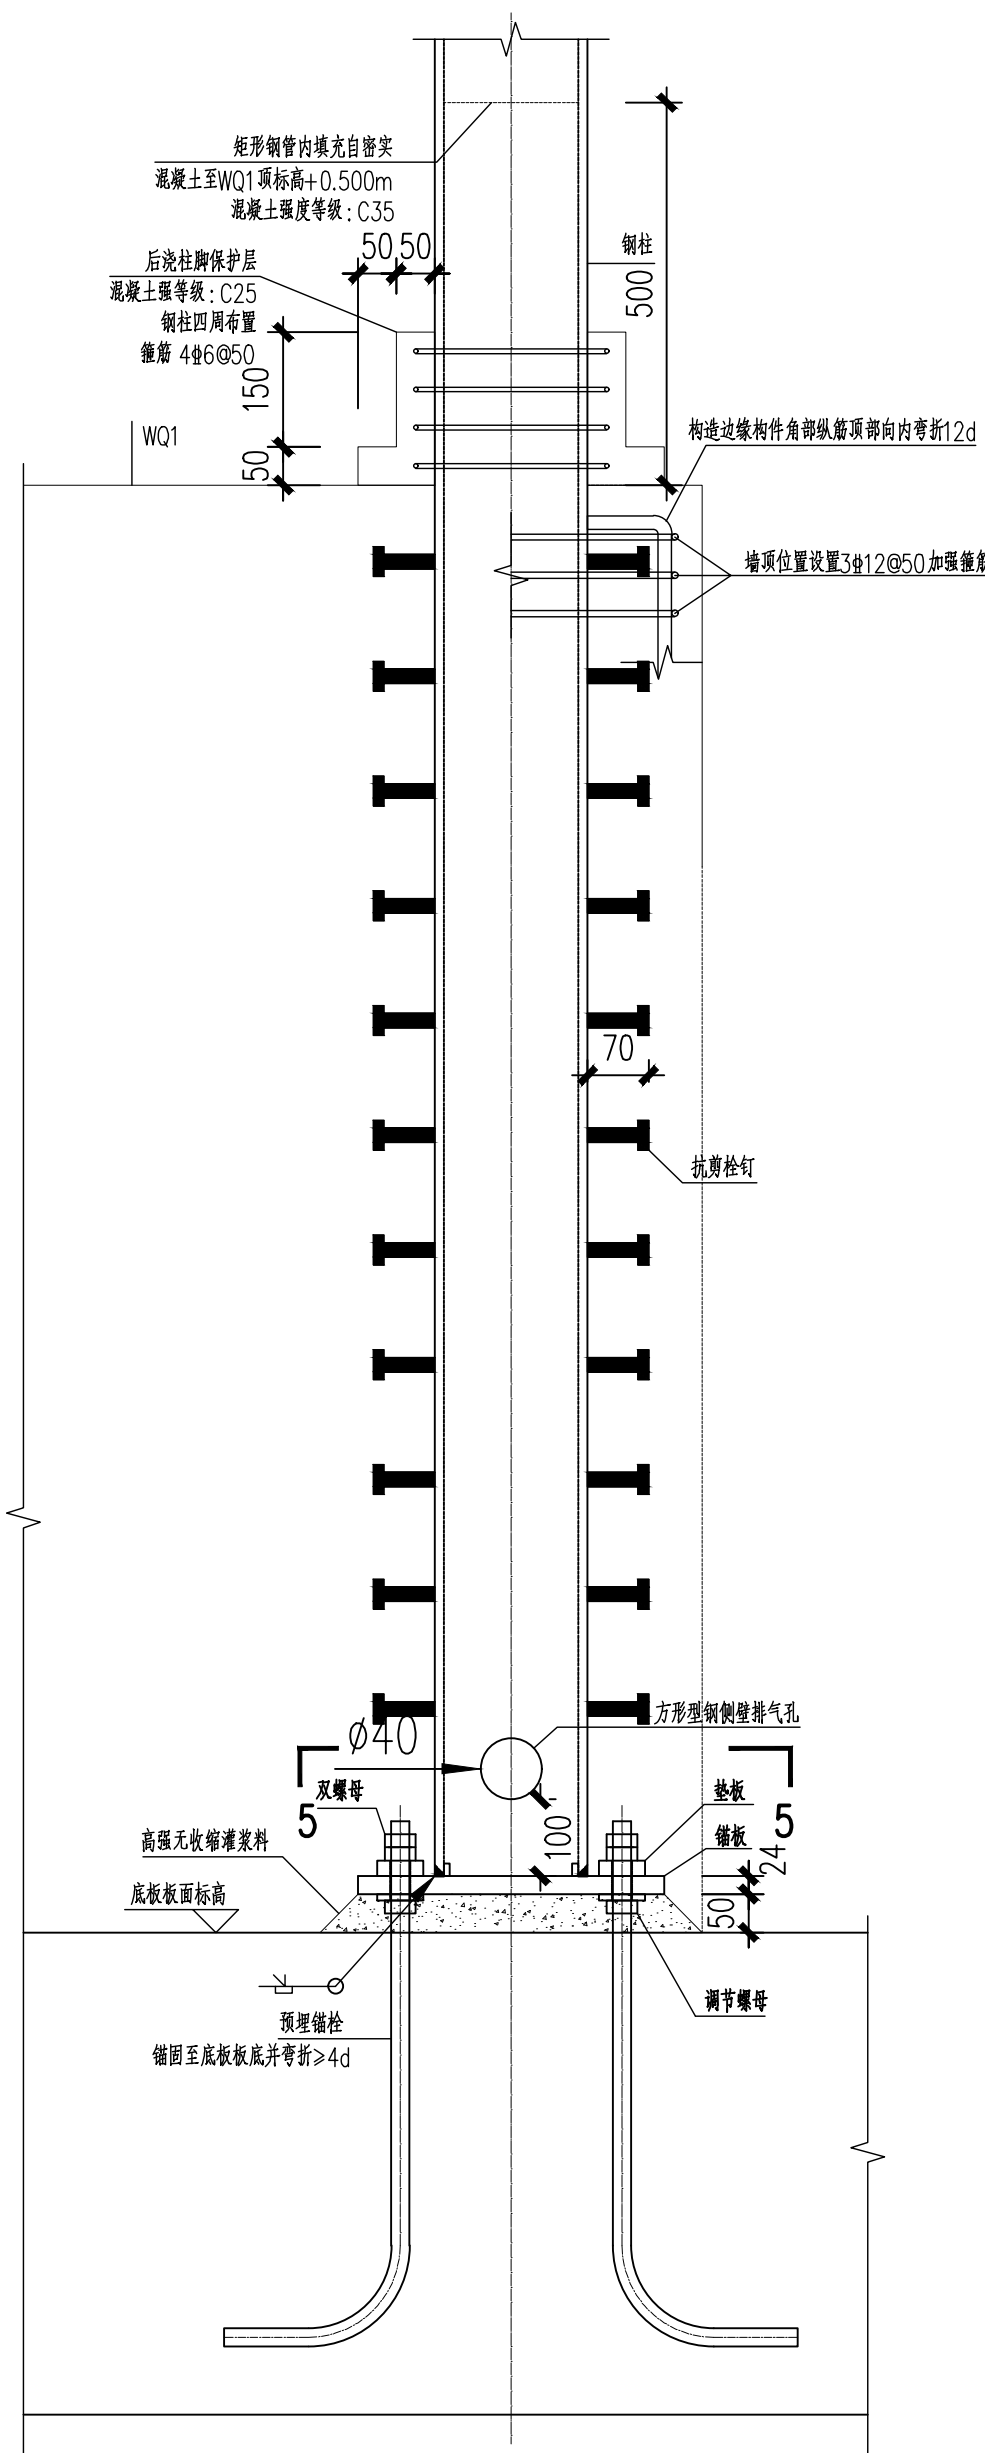 矩形钢管内填充自密实
混凝土至WQ1顶标高+0.500m
混凝土强度等级:C35
50 50
钢柱
500
后浇柱脚保护层
混凝土强等级:C25
钢柱四周布置
箍筋 4⌀6@50
150
50
WQ1
构造边缘构件角部纵筋顶部向内弯折12d
墙顶位置设置3⌀12@50加强箍筋
70
抗剪栓钉
方形型钢侧壁排气孔
ø40
5
5
双螺母
垫板
锚板
100
24
高强无收缩灌浆料
底板板面标高
50
调节螺母
预埋锚栓
锚固至底板板底并弯折≥4d